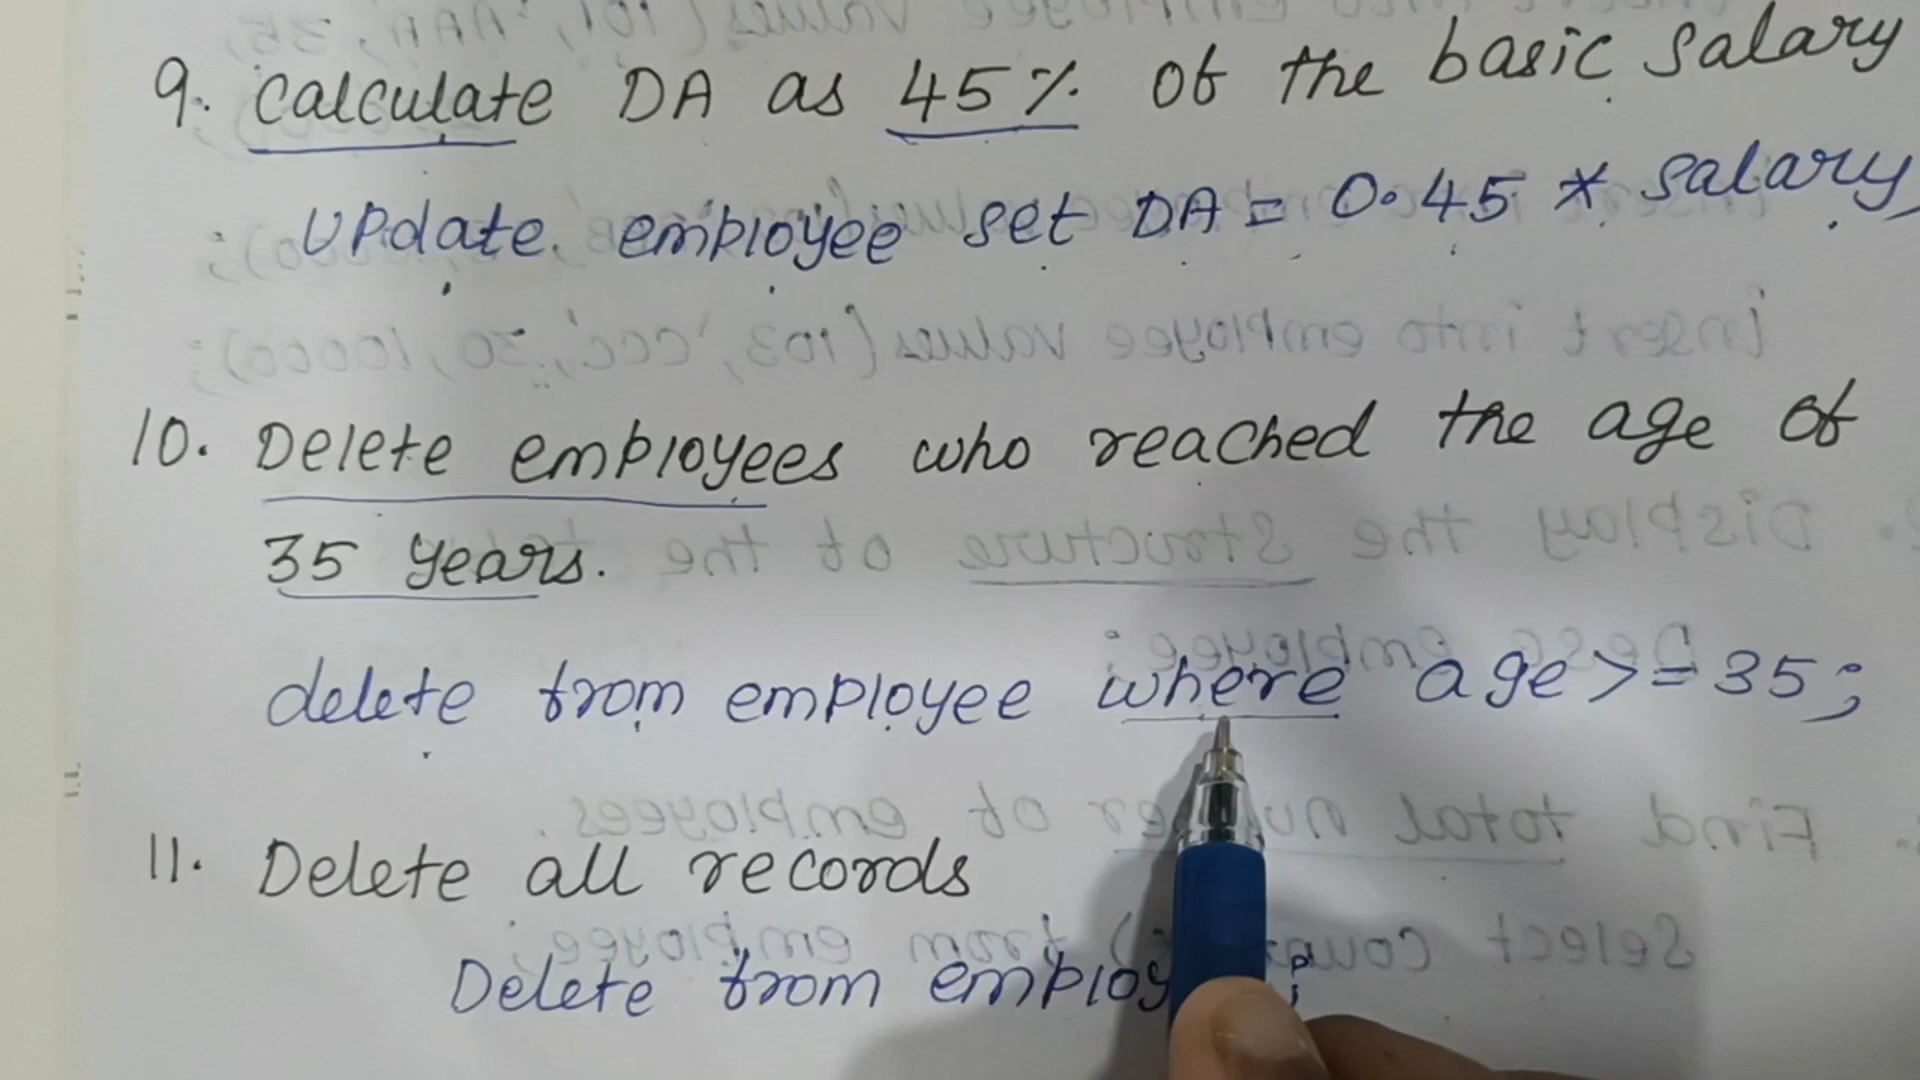 9. Calculate DA as 45% of the basic salary
Update employee set DA = 0.45 * salary
10. Delete employees who reached the age of
35 years.
delete from employee where age >= 35;
11. Delete all records
Delete from